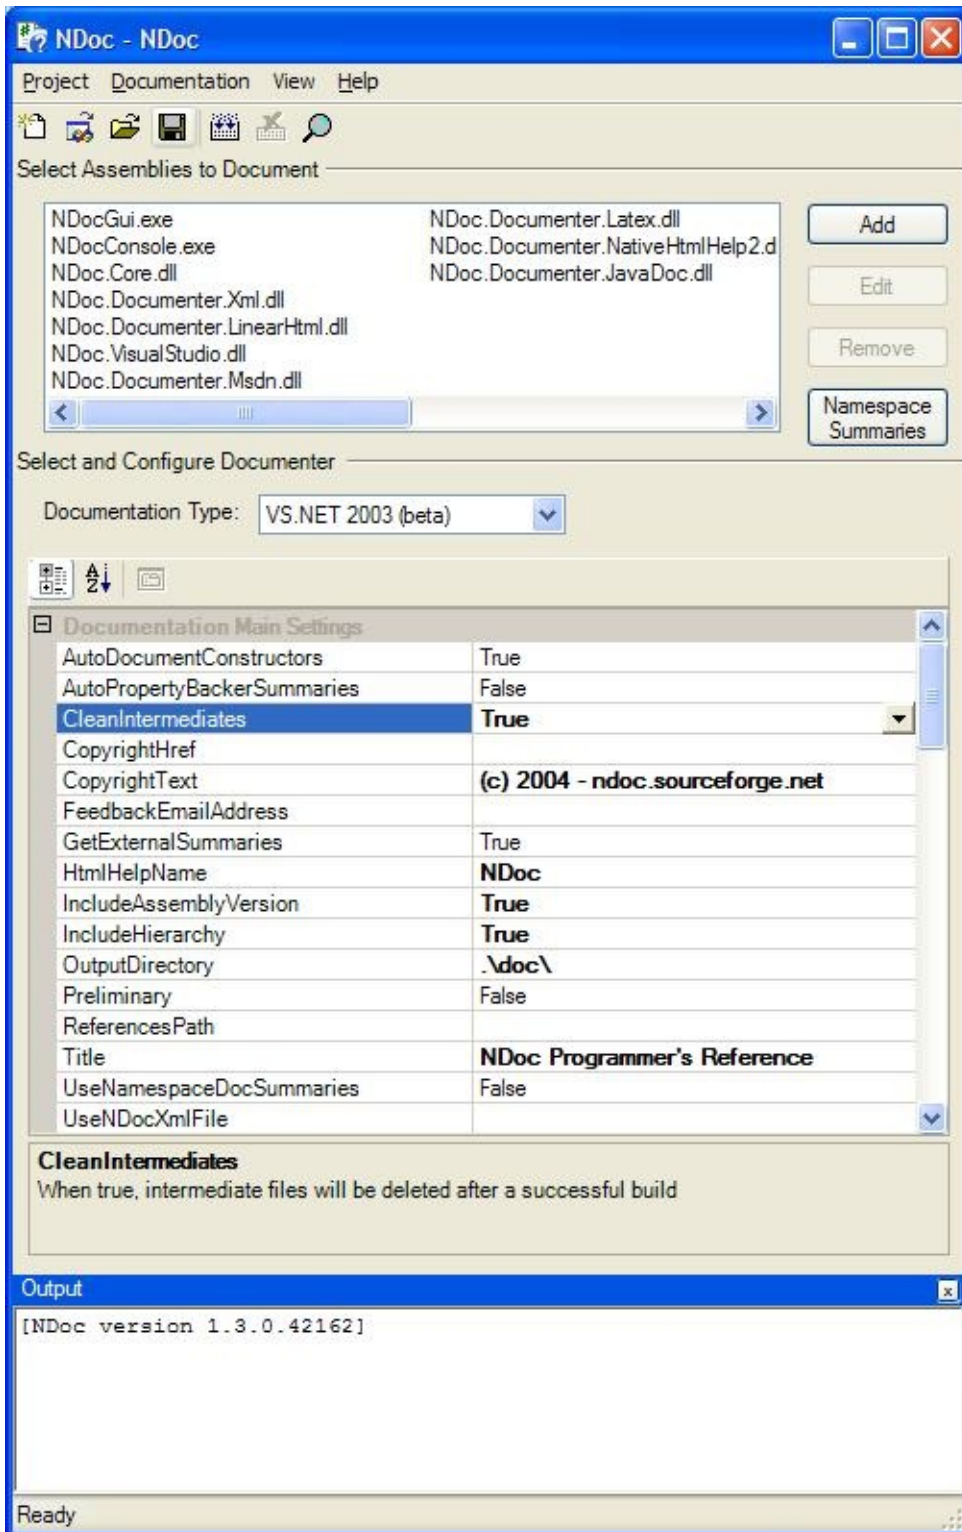 NDoc - NDoc
Project Documentation View Help
Select Assemblies to Document
NDocGui.exe NDoc.Documenter.Latex.dll
NDocConsole.exe NDoc.Documenter.NativeHtmlHelp2.d
NDoc.Core.dll NDoc.Documenter.JavaDoc.dll
NDoc.Documenter.Xml.dll
NDoc.Documenter.LinearHtml.dll
NDoc.VisualStudio.dll
NDoc.Documenter.Msdn.dll
Add
Edit
Remove
Namespace
Summaries
Select and Configure Documenter
Documentation Type: VS.NET 2003 (beta)
Documentation Main Settings
AutoDocumentConstructors True
AutoPropertyBackerSummaries False
CleanIntermediates True
CopyrightHref
CopyrightText (c) 2004 - ndoc.sourceforge.net
FeedbackEmailAddress
GetExternalSummaries True
HtmlHelpName NDoc
IncludeAssemblyVersion True
IncludeHierarchy True
OutputDirectory .\doc\
Preliminary False
ReferencesPath
Title NDoc Programmer's Reference
UseNamespaceDocSummaries False
UseNDocXmlFile
CleanIntermediates
When true, intermediate files will be deleted after a successful build
Output
[NDoc version 1.3.0.42162]
Ready